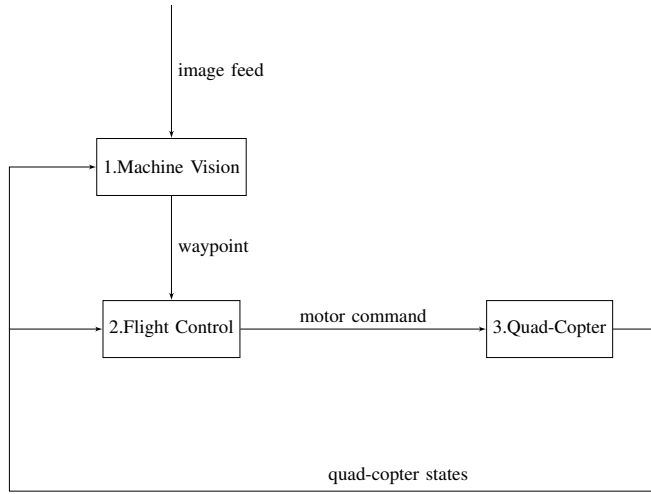 image feed
1.Machine Vision
waypoint
2.Flight Control
motor command
3.Quad-Copter
quad-copter states